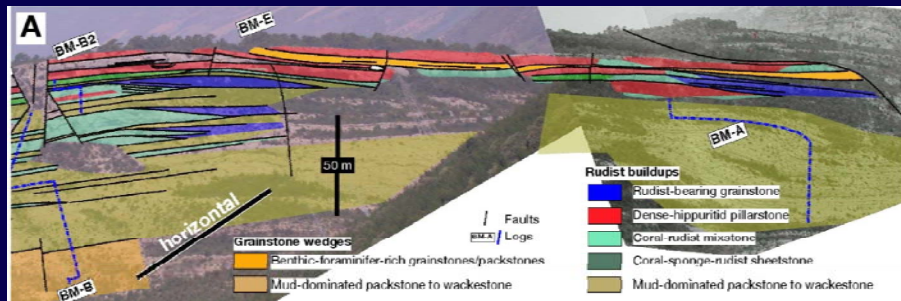 A
BM-B2
BM-E
BM-A
50 m
horizontal
BM-B
Faults
BM-A Logs
Grainstone wedges
Benthic-foraminifer-rich grainstones/packstones
Mud-dominated packstone to wackestone
Rudist buildups
Rudist-bearing grainstone
Dense-hippuritid pillarstone
Coral-rudist mixstone
Coral-sponge-rudist sheetstone
Mud-dominated packstone to wackestone